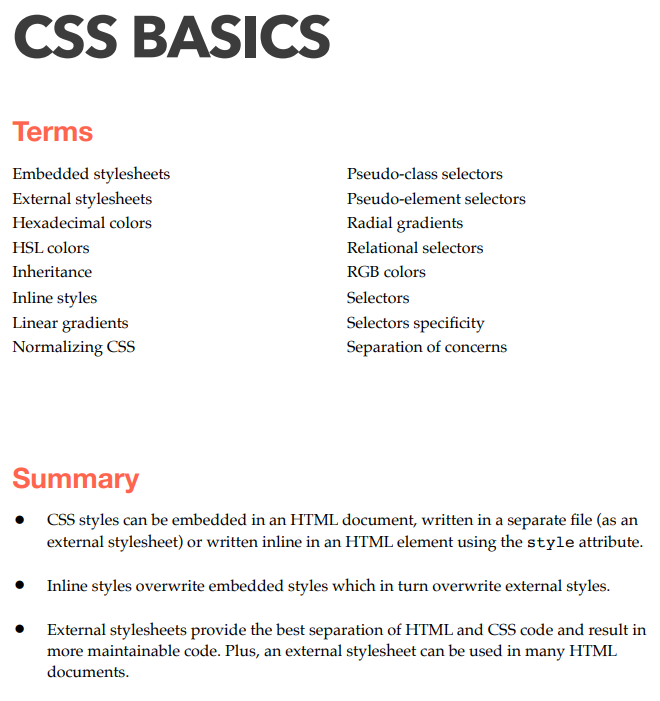 CSS BASICS
Terms
Embedded stylesheets
External stylesheets
Hexadecimal colors
HSL colors
Inheritance
Inline styles
Linear gradients
Normalizing CSS
Pseudo-class selectors
Pseudo-element selectors
Radial gradients
Relational selectors
RGB colors
Selectors
Selectors specificity
Separation of concerns
Summary
● CSS styles can be embedded in an HTML document, written in a separate file (as an
external stylesheet) or written inline in an HTML element using the style attribute.
● Inline styles overwrite embedded styles which in turn overwrite external styles.
● External stylesheets provide the best separation of HTML and CSS code and result in
more maintainable code. Plus, an external stylesheet can be used in many HTML
documents.